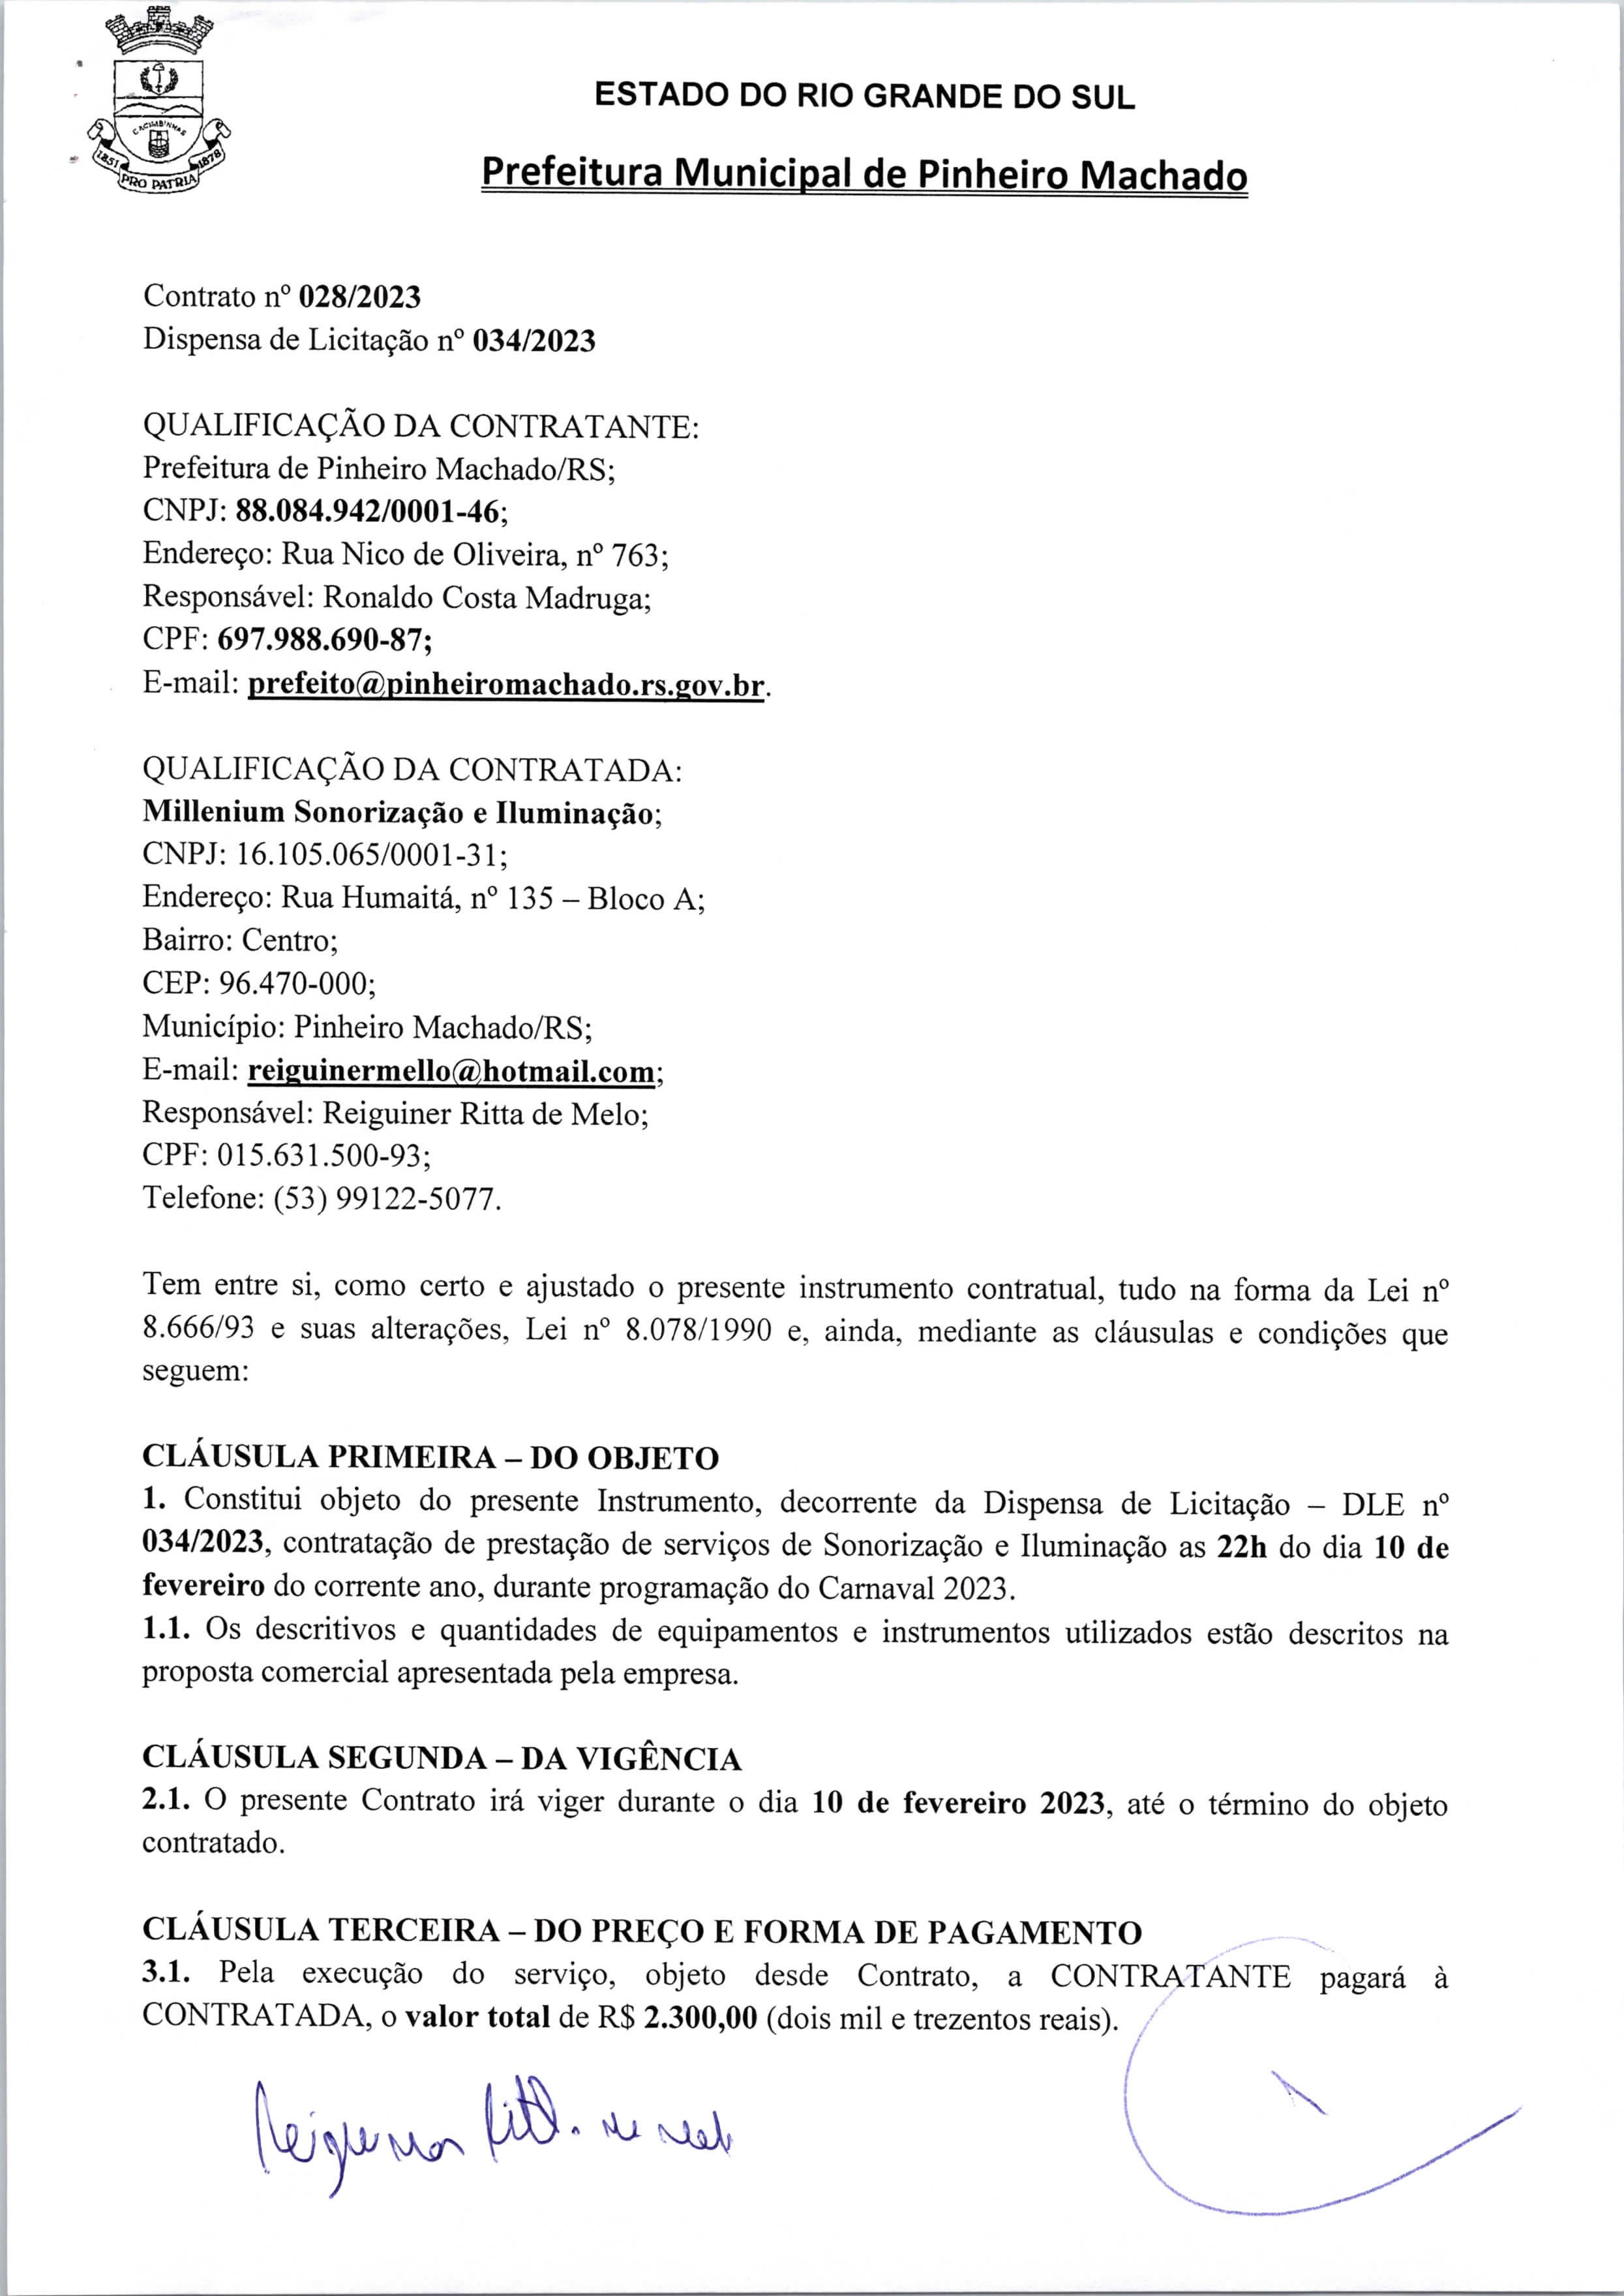 CACIMBINHAS
1851 PRO PATRIA 1878
ESTADO DO RIO GRANDE DO SUL
Prefeitura Municipal de Pinheiro Machado
Contrato nº 028/2023
Dispensa de Licitação nº 034/2023
QUALIFICAÇÃO DA CONTRATANTE:
Prefeitura de Pinheiro Machado/RS;
CNPJ: 88.084.942/0001-46;
Endereço: Rua Nico de Oliveira, nº 763;
Responsável: Ronaldo Costa Madruga;
CPF: 697.988.690-87;
E-mail: prefeito@pinheiromachado.rs.gov.br.
QUALIFICAÇÃO DA CONTRATADA:
Millenium Sonorização e Iluminação;
CNPJ: 16.105.065/0001-31;
Endereço: Rua Humaitá, nº 135 – Bloco A;
Bairro: Centro;
CEP: 96.470-000;
Município: Pinheiro Machado/RS;
E-mail: reiguinermello@hotmail.com;
Responsável: Reiguiner Ritta de Melo;
CPF: 015.631.500-93;
Telefone: (53) 99122-5077.
Tem entre si, como certo e ajustado o presente instrumento contratual, tudo na forma da Lei nº
8.666/93 e suas alterações, Lei nº 8.078/1990 e, ainda, mediante as cláusulas e condições que
seguem:
CLÁUSULA PRIMEIRA – DO OBJETO
1. Constitui objeto do presente Instrumento, decorrente da Dispensa de Licitação – DLE nº
034/2023, contratação de prestação de serviços de Sonorização e Iluminação as 22h do dia 10 de
fevereiro do corrente ano, durante programação do Carnaval 2023.
1.1. Os descritivos e quantidades de equipamentos e instrumentos utilizados estão descritos na
proposta comercial apresentada pela empresa.
CLÁUSULA SEGUNDA – DA VIGÊNCIA
2.1. O presente Contrato irá viger durante o dia 10 de fevereiro 2023, até o término do objeto
contratado.
CLÁUSULA TERCEIRA – DO PREÇO E FORMA DE PAGAMENTO
3.1. Pela execução do serviço, objeto desde Contrato, a CONTRATANTE pagará à
CONTRATADA, o valor total de R$ 2.300,00 (dois mil e trezentos reais).